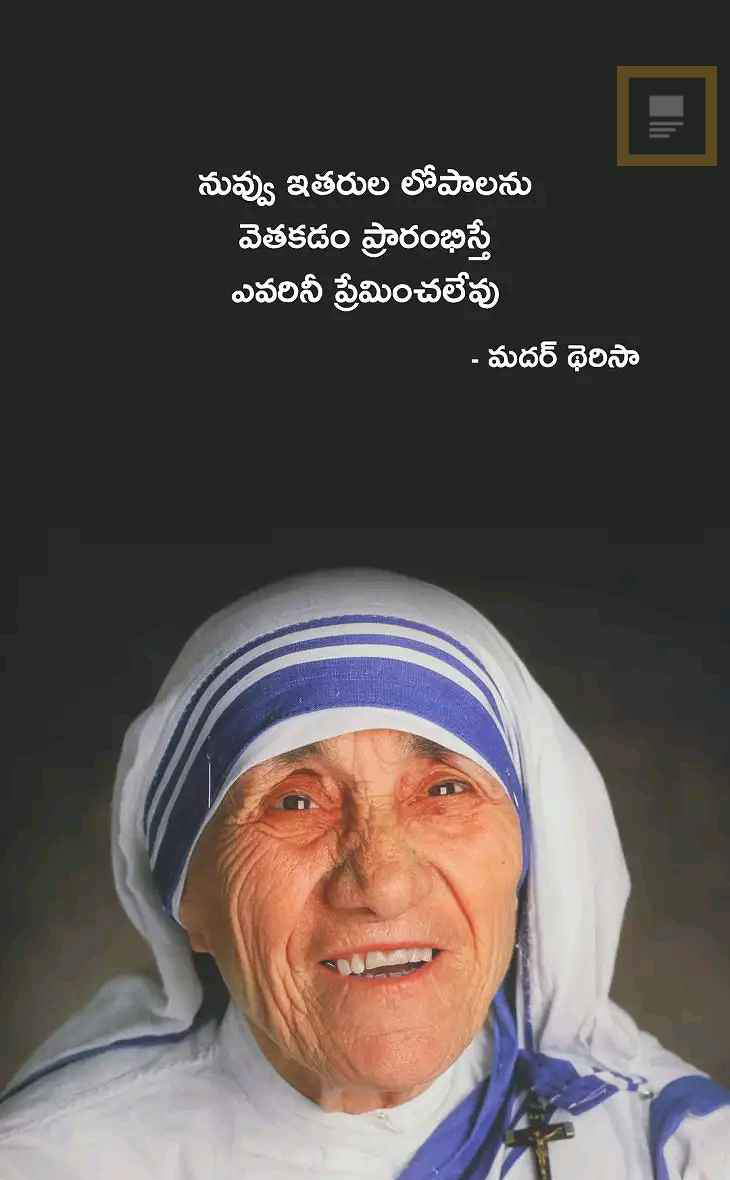 నువ్వు ఇతరుల లోపాలను
వెతకడం ప్రారంభిస్తే
ఎవరినీ ప్రేమించలేవు
- మదర్ థెరిసా